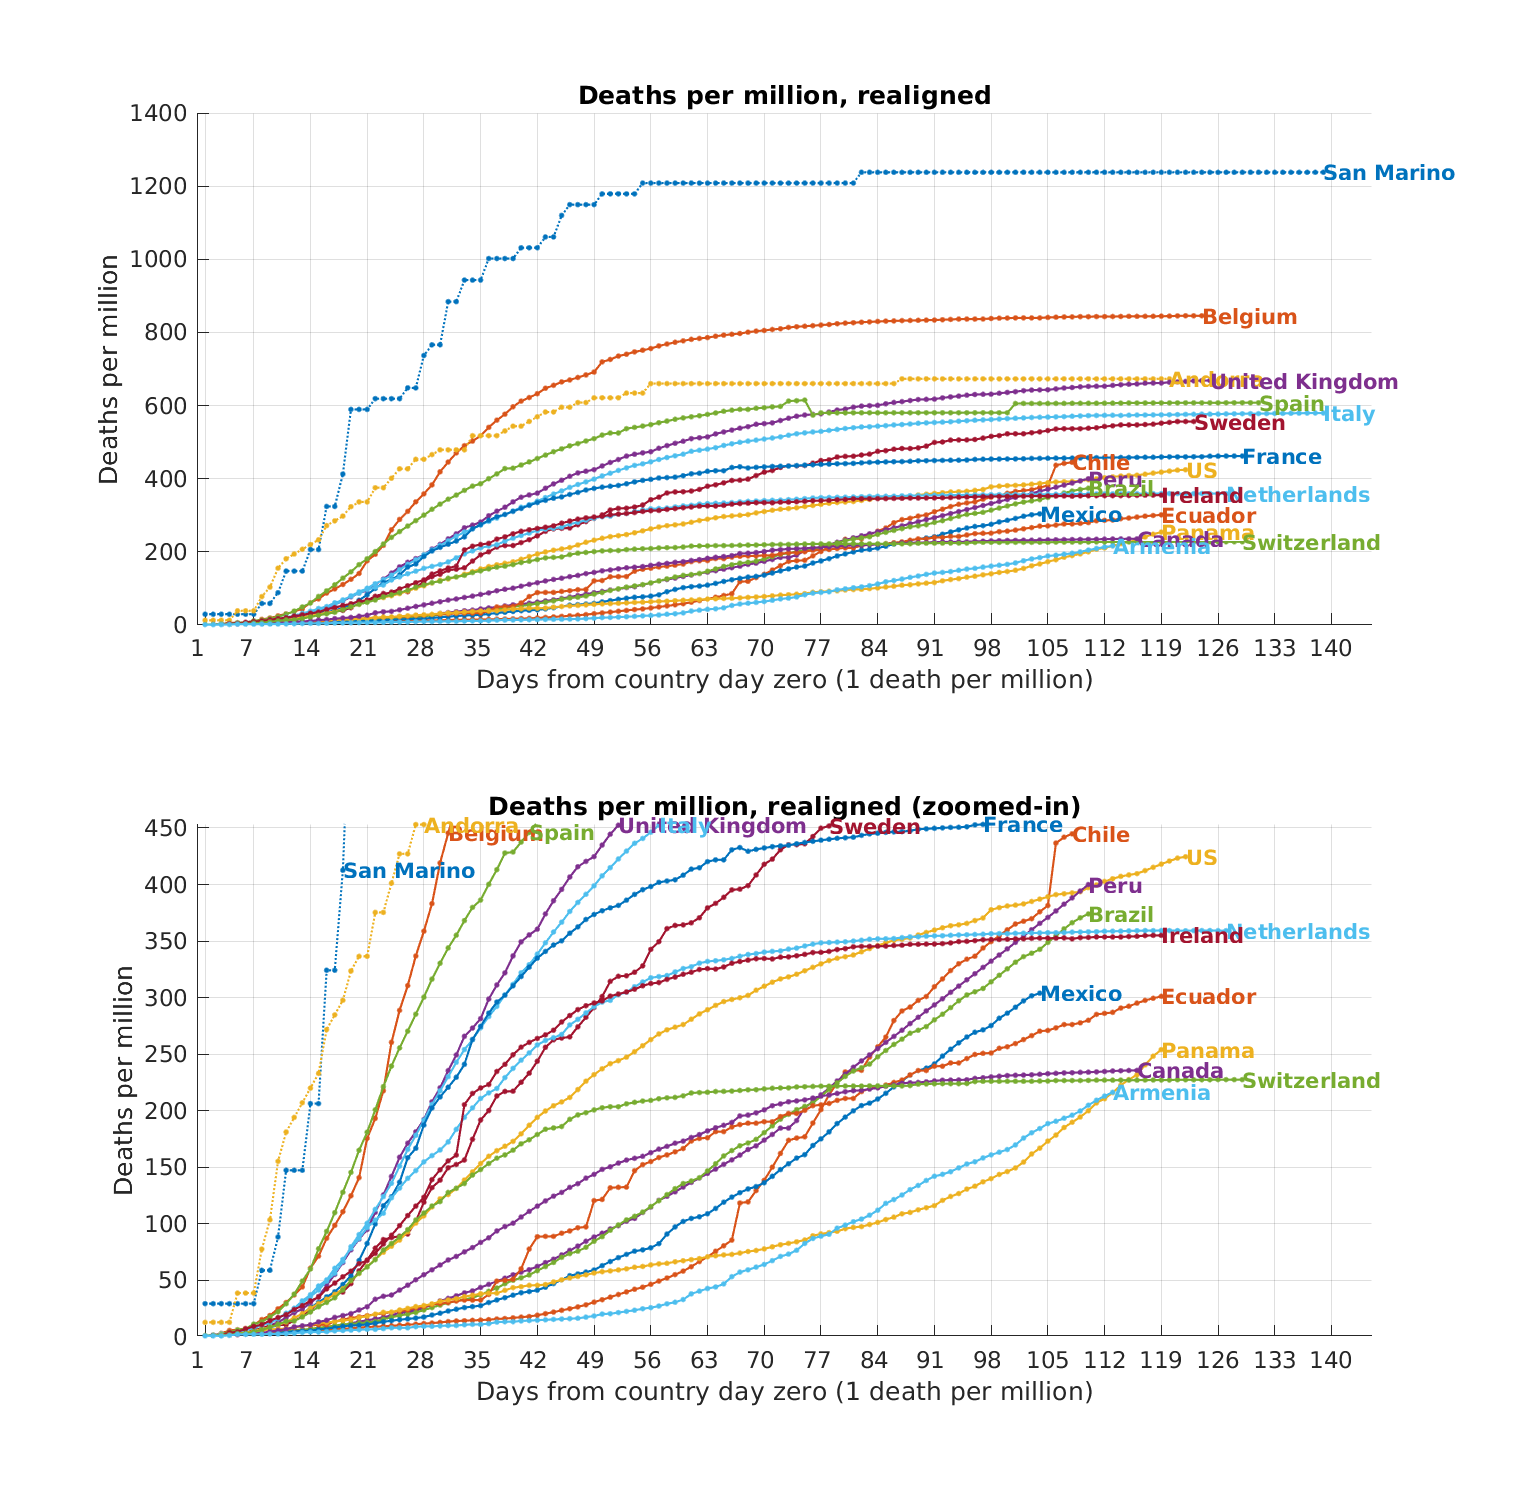 Deaths per million, realigned
1400
1200
1000
800
600
400
200
0
Deaths per million
San Marino
Belgium
Andorra
United Kingdom
Spain
Italy
Sweden
France
Chile
US
Peru
Brazil
Netherlands
Ireland
Mexico
Ecuador
Panama
Canada
Switzerland
Armenia
1 7 14 21 28 35 42 49 56 63 70 77 84 91 98 105 112 119 126 133 140
Days from country day zero (1 death per million)
Deaths per million, realigned (zoomed-in)
450
400
350
300
250
200
150
100
50
0
Deaths per million
Andorra
Belgium
Spain
United Kingdom
Italy
Sweden
France
Chile
US
San Marino
Peru
Brazil
Netherlands
Ireland
Mexico
Ecuador
Panama
Canada
Switzerland
Armenia
1 7 14 21 28 35 42 49 56 63 70 77 84 91 98 105 112 119 126 133 140
Days from country day zero (1 death per million)